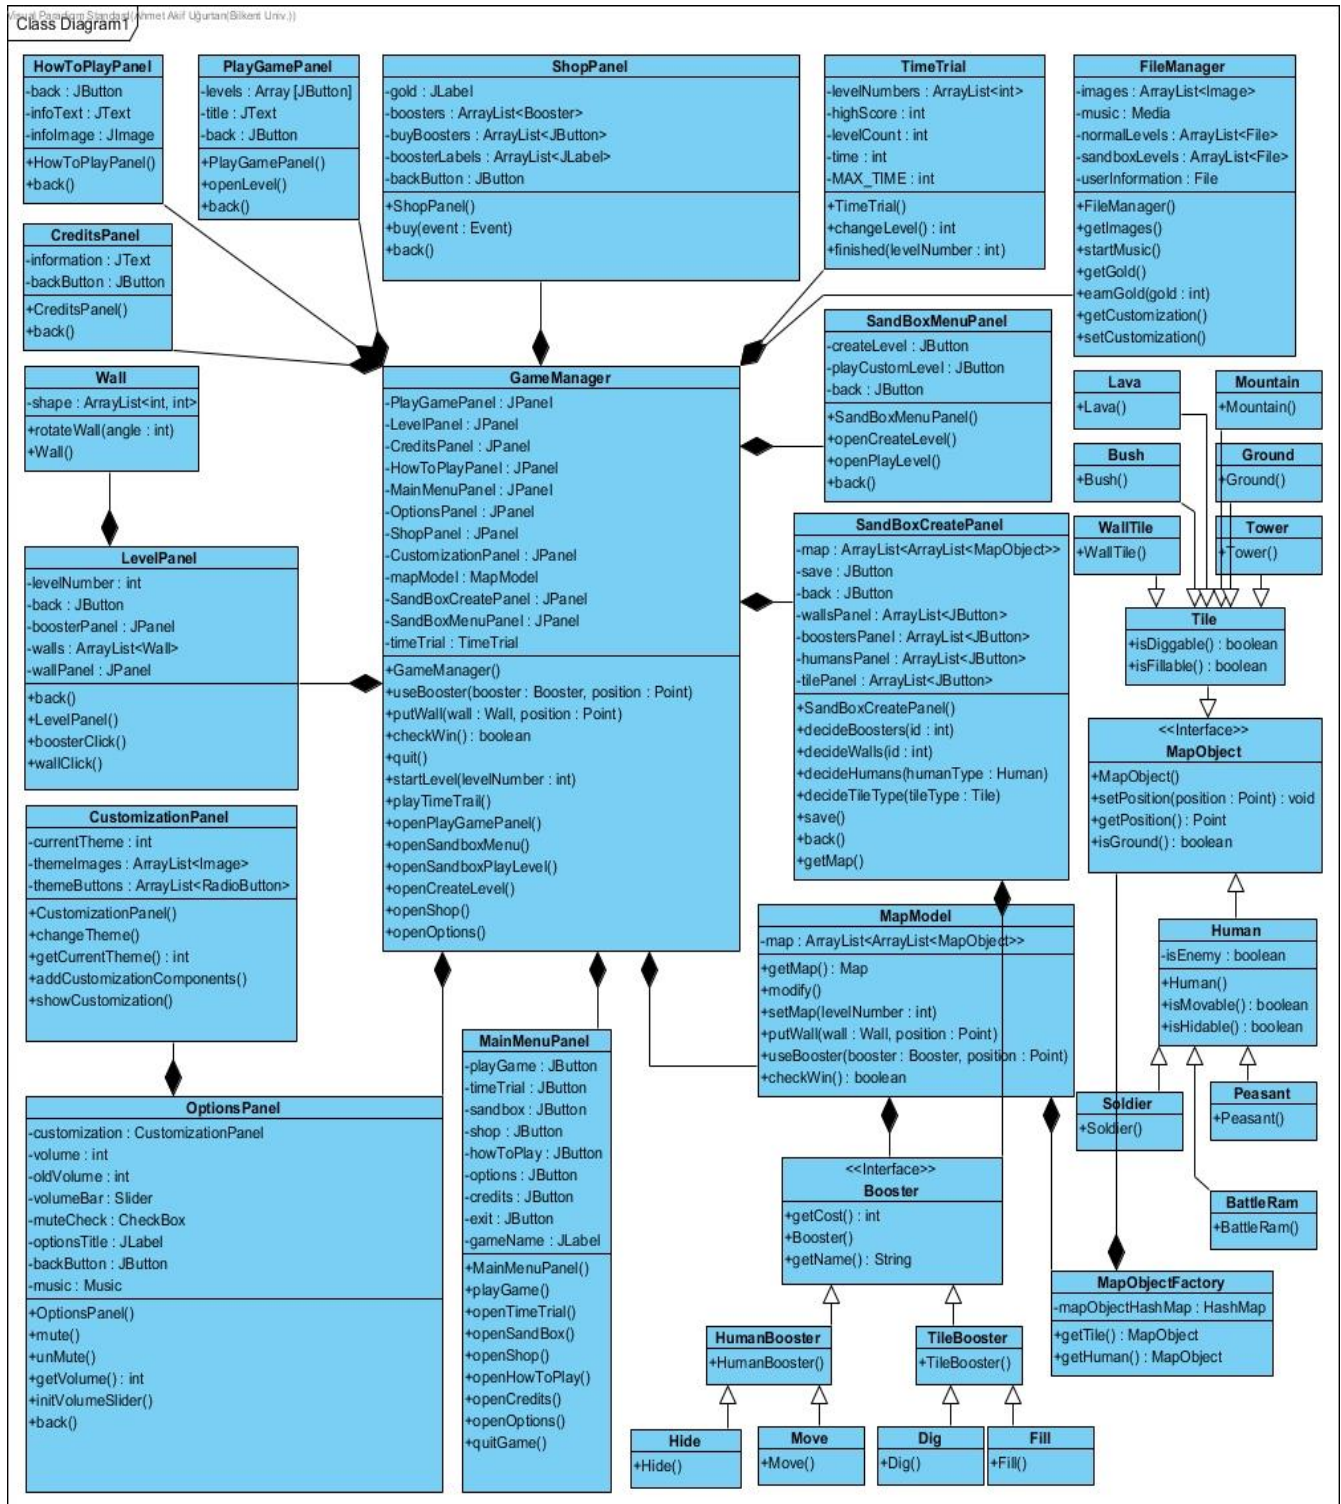 Visual Paradigm Standard(Ahmet Akif Uğurtan(Bilkent Univ.))
Class Diagram1
HowToPlayPanel
-back : JButton
-infoText : JText
-infoImage : JImage
+HowToPlayPanel()
+back()
PlayGamePanel
-levels : Array [JButton]
-title : JText
-back : JButton
+PlayGamePanel()
+openLevel()
+back()
ShopPanel
-gold : JLabel
-boosters : ArrayList<Booster>
-buyBoosters : ArrayList<JButton>
-boosterLabels : ArrayList<JLabel>
-backButton : JButton
+ShopPanel()
+buy(event : Event)
+back()
TimeTrial
-levelNumbers : ArrayList<int>
-highScore : int
-levelCount : int
-time : int
-MAX_TIME : int
+TimeTrial()
+changeLevel() : int
+finished(levelNumber : int)
FileManager
-images : ArrayList<Image>
-music : Media
-normalLevels : ArrayList<File>
-sandboxLevels : ArrayList<File>
-userInformation : File
+FileManager()
+getImages()
+startMusic()
+getGold()
+earnGold(gold : int)
+getCustomization()
+setCustomization()
CreditsPanel
-information : JText
-backButton : JButton
+CreditsPanel()
+back()
Wall
-shape : ArrayList<int, int>
+rotateWall(angle : int)
+Wall()
GameManager
-PlayGamePanel : JPanel
-LevelPanel : JPanel
-CreditsPanel : JPanel
-HowToPlayPanel : JPanel
-MainMenuPanel : JPanel
-OptionsPanel : JPanel
-ShopPanel : JPanel
-CustomizationPanel : JPanel
-mapModel : MapModel
-SandBoxCreatePanel : JPanel
-SandBoxMenuPanel : JPanel
-timeTrial : TimeTrial
+GameManager()
+useBooster(booster : Booster, position : Point)
+putWall(wall : Wall, position : Point)
+checkWin() : boolean
+quit()
+startLevel(levelNumber : int)
+playTimeTrail()
+openPlayGamePanel()
+openSandboxMenu()
+openSandboxPlayLevel()
+openCreateLevel()
+openShop()
+openOptions()
SandBoxMenuPanel
-createLevel : JButton
-playCustomLevel : JButton
-back : JButton
+SandBoxMenuPanel()
+openCreateLevel()
+openPlayLevel()
+back()
Lava
+Lava()
Mountain
+Mountain()
Bush
+Bush()
Ground
+Ground()
WallTile
+WallTile()
Tower
+Tower()
LevelPanel
-levelNumber : int
-back : JButton
-boosterPanel : JPanel
-walls : ArrayList<Wall>
-wallPanel : JPanel
+back()
+LevelPanel()
+boosterClick()
+wallClick()
SandBoxCreatePanel
-map : ArrayList<ArrayList<MapObject>>
-save : JButton
-back : JButton
-wallsPanel : ArrayList<JButton>
-boostersPanel : ArrayList<JButton>
-humansPanel : ArrayList<JButton>
-tilePanel : ArrayList<JButton>
+SandBoxCreatePanel()
+decideBoosters(id : int)
+decideWalls(id : int)
+decideHumans(humanType : Human)
+decideTileType(tileType : Tile)
+save()
+back()
+getMap()
Tile
+isDiggable() : boolean
+isFillable() : boolean
<<Interface>>
MapObject
+MapObject()
+setPosition(position : Point) : void
+getPosition() : Point
+isGround() : boolean
CustomizationPanel
-currentTheme : int
-themeImages : ArrayList<Image>
-themeButtons : ArrayList<RadioButton>
+CustomizationPanel()
+changeTheme()
+getCurrentTheme() : int
+addCustomizationComponents()
+showCustomization()
MapModel
-map : ArrayList<ArrayList<MapObject>>
+getMap() : Map
+modify()
+setMap(levelNumber : int)
+putWall(wall : Wall, position : Point)
+useBooster(booster : Booster, position : Point)
+checkWin() : boolean
Human
-isEnemy : boolean
+Human()
+isMovable() : boolean
+isHidable() : boolean
MainMenuPanel
-playGame : JButton
-timeTrial : JButton
-sandbox : JButton
-shop : JButton
-howToPlay : JButton
-options : JButton
-credits : JButton
-exit : JButton
-gameName : JLabel
+MainMenuPanel()
+playGame()
+openTimeTrial()
+openSandBox()
+openShop()
+openHowToPlay()
+openCredits()
+openOptions()
+quitGame()
OptionsPanel
-customization : CustomizationPanel
-volume : int
-oldVolume : int
-volumeBar : Slider
-muteCheck : CheckBox
-optionsTitle : JLabel
-backButton : JButton
-music : Music
+OptionsPanel()
+mute()
+unMute()
+getVolume() : int
+initVolumeSlider()
+back()
Soldier
+Soldier()
Peasant
+Peasant()
BattleRam
+BattleRam()
<<Interface>>
Booster
+getCost() : int
+Booster()
+getName() : String
MapObjectFactory
-mapObjectHashMap : HashMap
+getTile() : MapObject
+getHuman() : MapObject
HumanBooster
+HumanBooster()
TileBooster
+TileBooster()
Hide
+Hide()
Move
+Move()
Dig
+Dig()
Fill
+Fill()